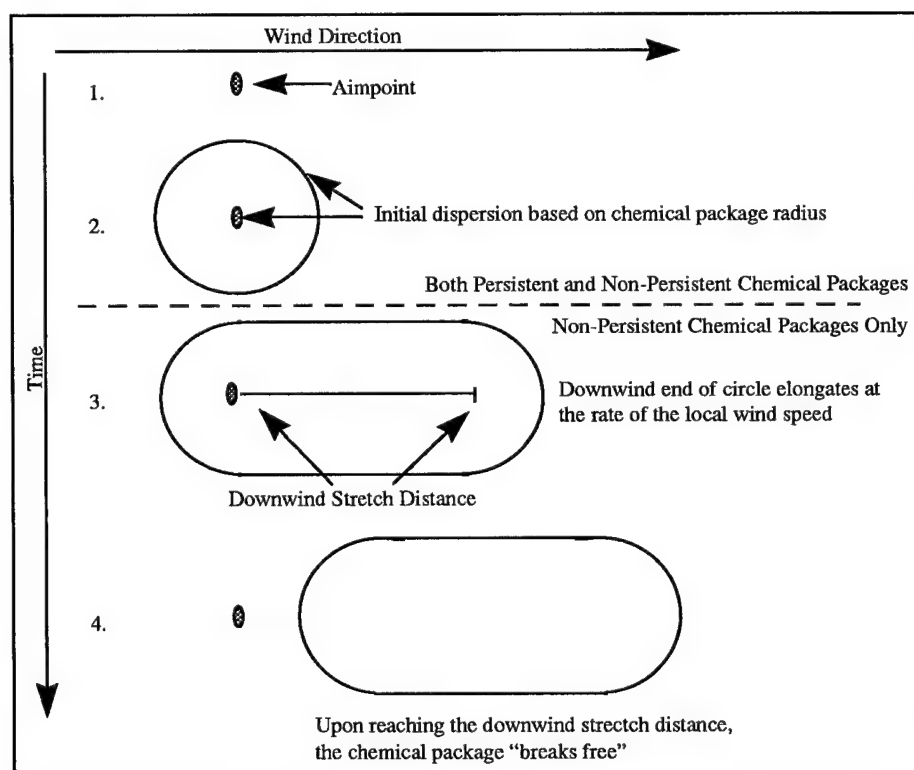 Wind Direction
1.
Aimpoint
2.
Initial dispersion based on chemical package radius
Both Persistent and Non-Persistent Chemical Packages
Non-Persistent Chemical Packages Only
Time
3.
Downwind end of circle elongates at
the rate of the local wind speed
Downwind Stretch Distance
4.
Upon reaching the downwind strectch distance,
the chemical package “breaks free”